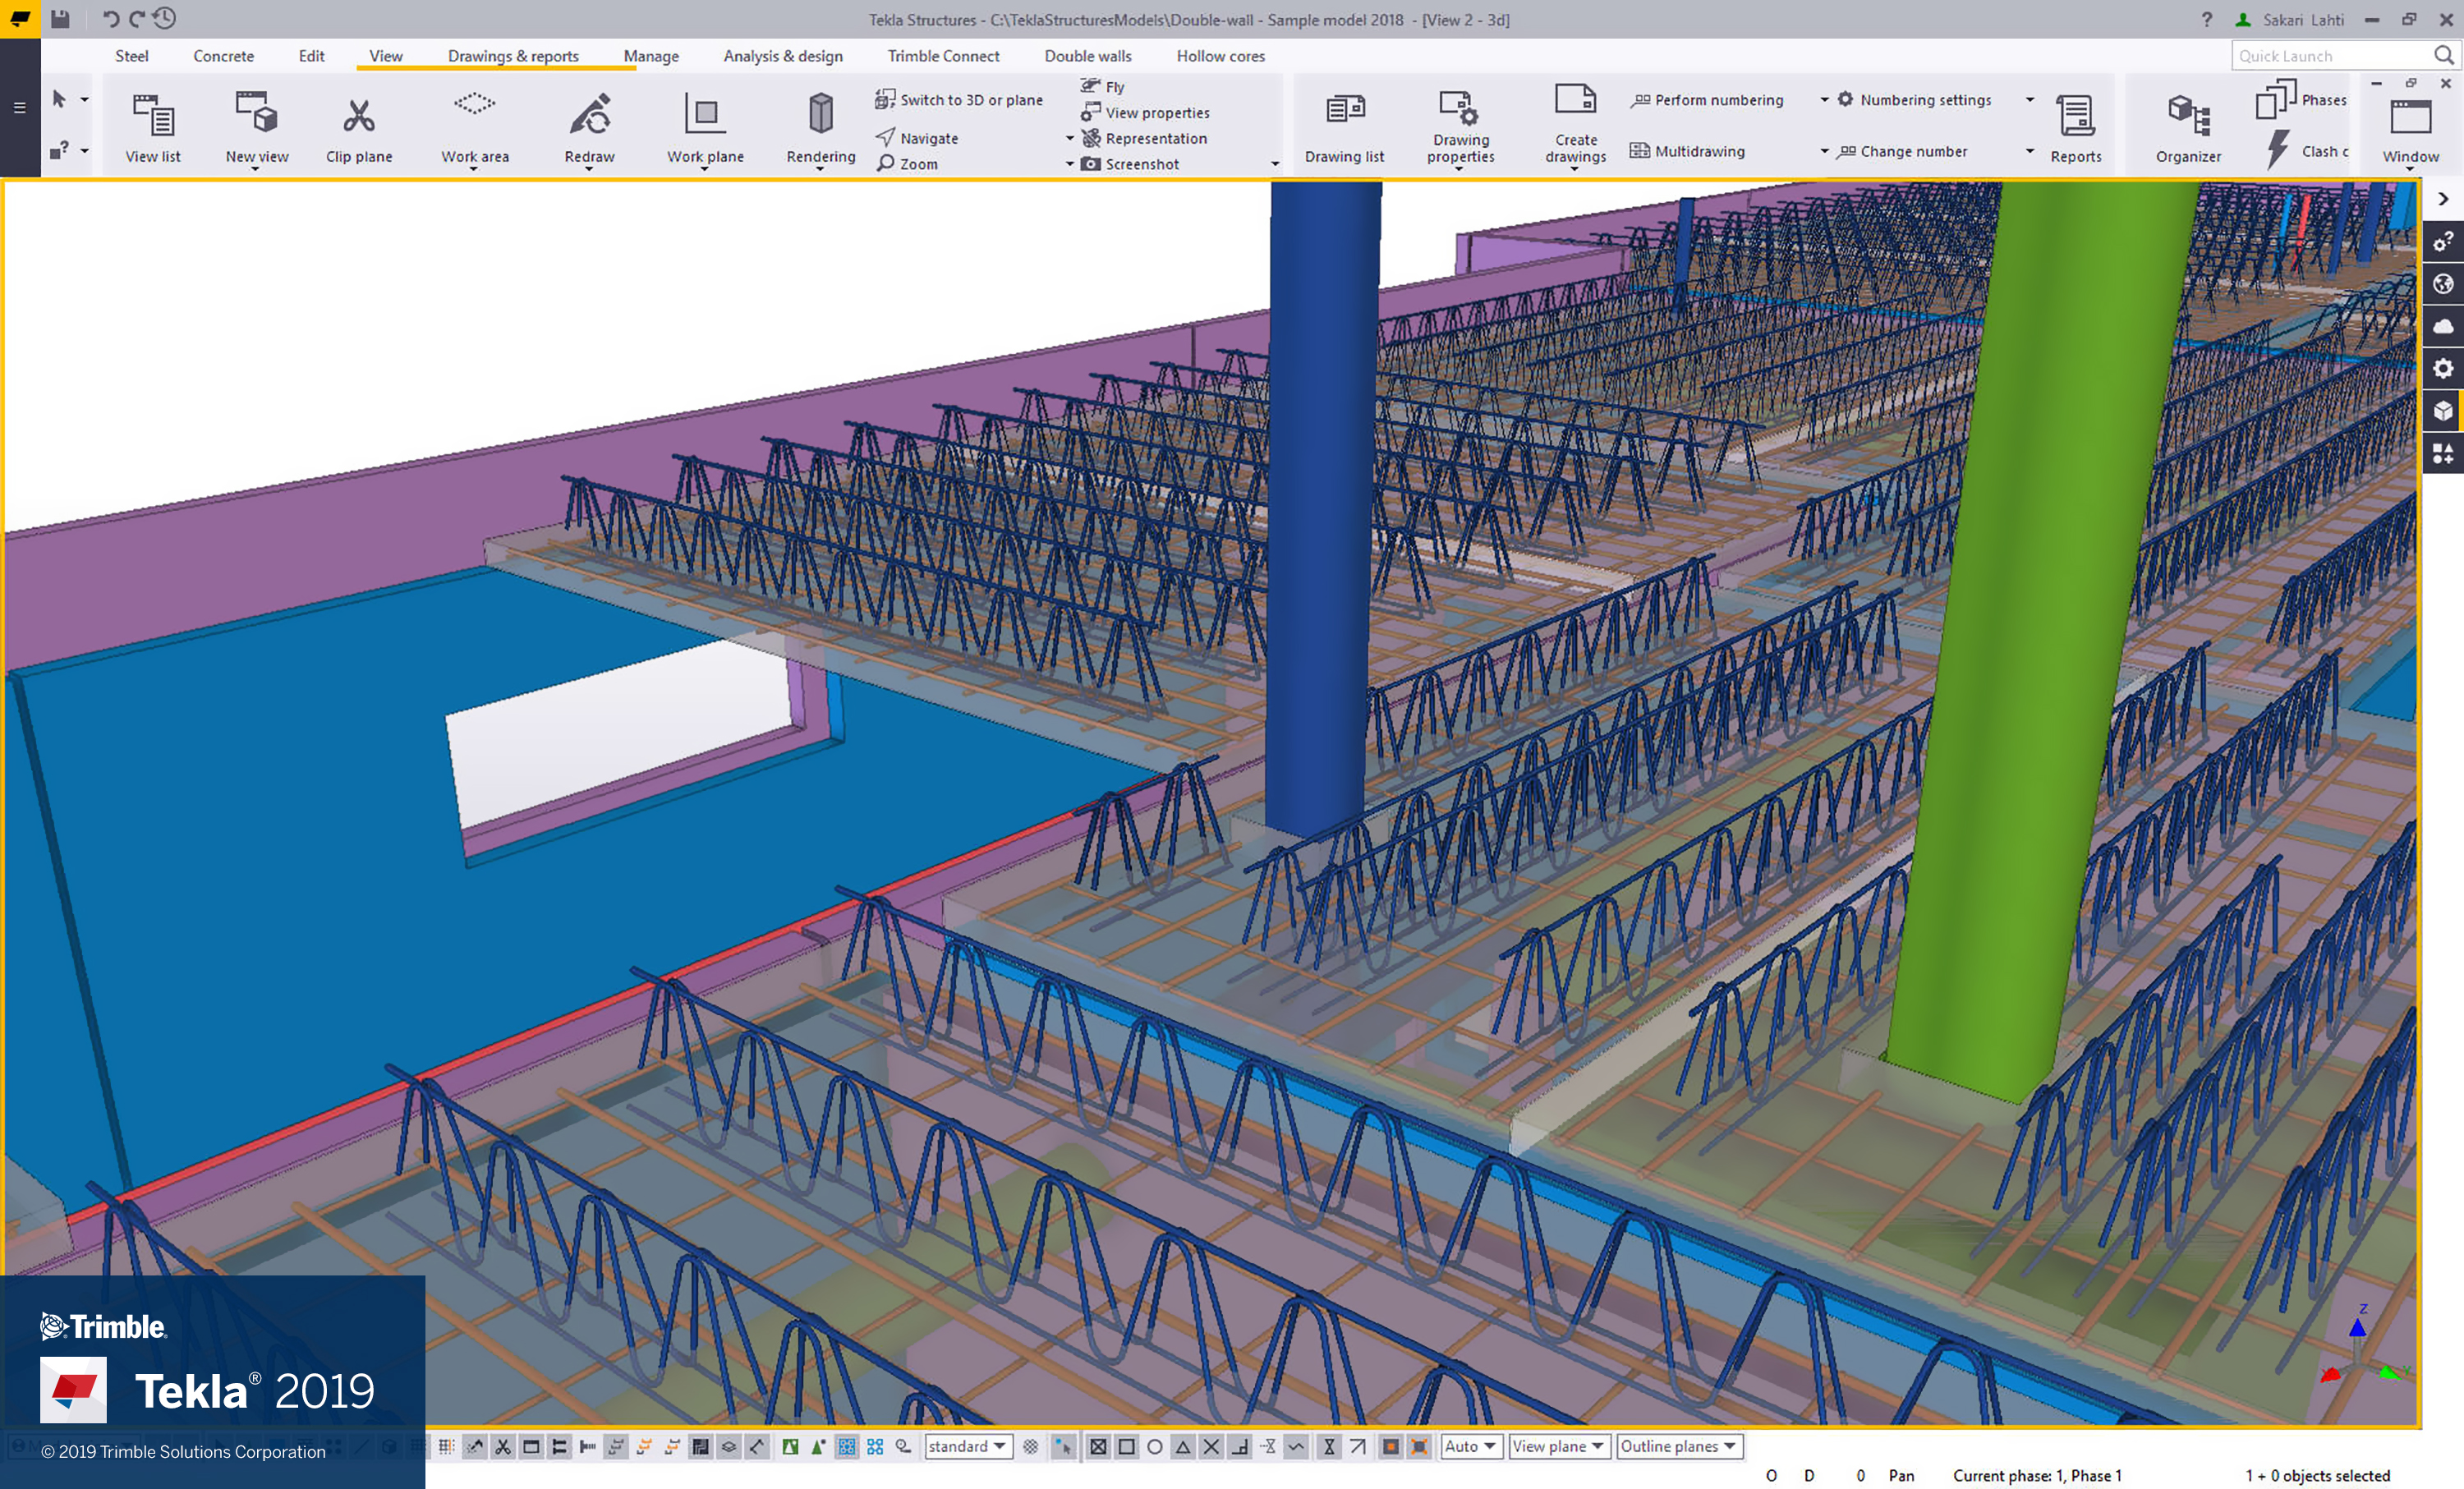 Tekla Structures - C:\TeklaStructuresModels\Double-wall - Sample model 2018 - [View 2 - 3d]
? Sakari Lahti
Steel Concrete Edit View Drawings & reports Manage Analysis & design Trimble Connect Double walls Hollow cores
Quick Launch
View list
New view
Clip plane
Work area
Redraw
Work plane
Rendering
Switch to 3D or plane
Navigate
Zoom
Fly
View properties
Representation
Screenshot
Drawing list
Drawing
properties
Create
drawings
Perform numbering
Multidrawing
Numbering settings
Change number
Reports
Organizer
Phases
Clash c
Window
Z
Trimble.
Tekla® 2019
© 2019 Trimble Solutions Corporation
standard
Auto
View plane
Outline planes
O D 0 Pan Current phase: 1, Phase 1 1 + 0 objects selected